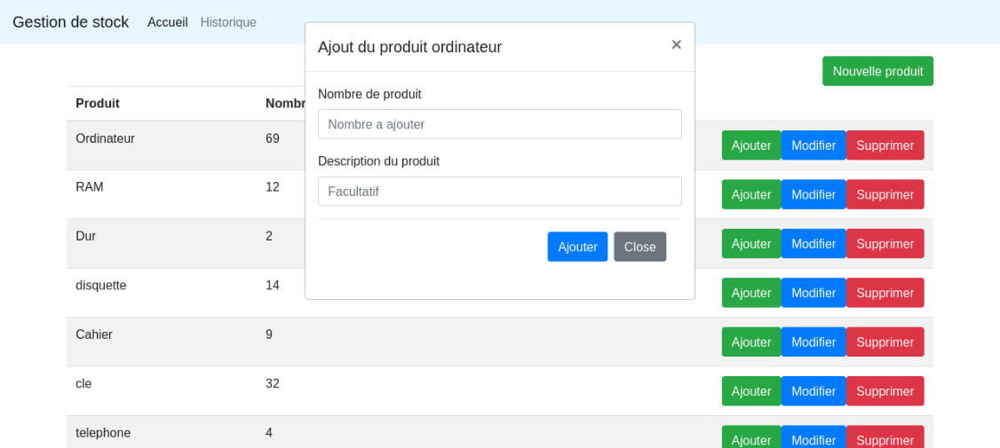 Gestion de stock Accueil Historique
Ajout du produit ordinateur ×
Nouvelle produit
Nombre de produit
Produit Nombr
Nombre a ajouter
Ordinateur 69 Ajouter Modifier Supprimer
Description du produit
RAM 12 Ajouter Modifier Supprimer
Facultatif
Dur 2 Ajouter Modifier Supprimer
Ajouter Close
disquette 14 Ajouter Modifier Supprimer
Cahier 9 Ajouter Modifier Supprimer
cle 32 Ajouter Modifier Supprimer
telephone 4 Ajouter Modifier Supprimer